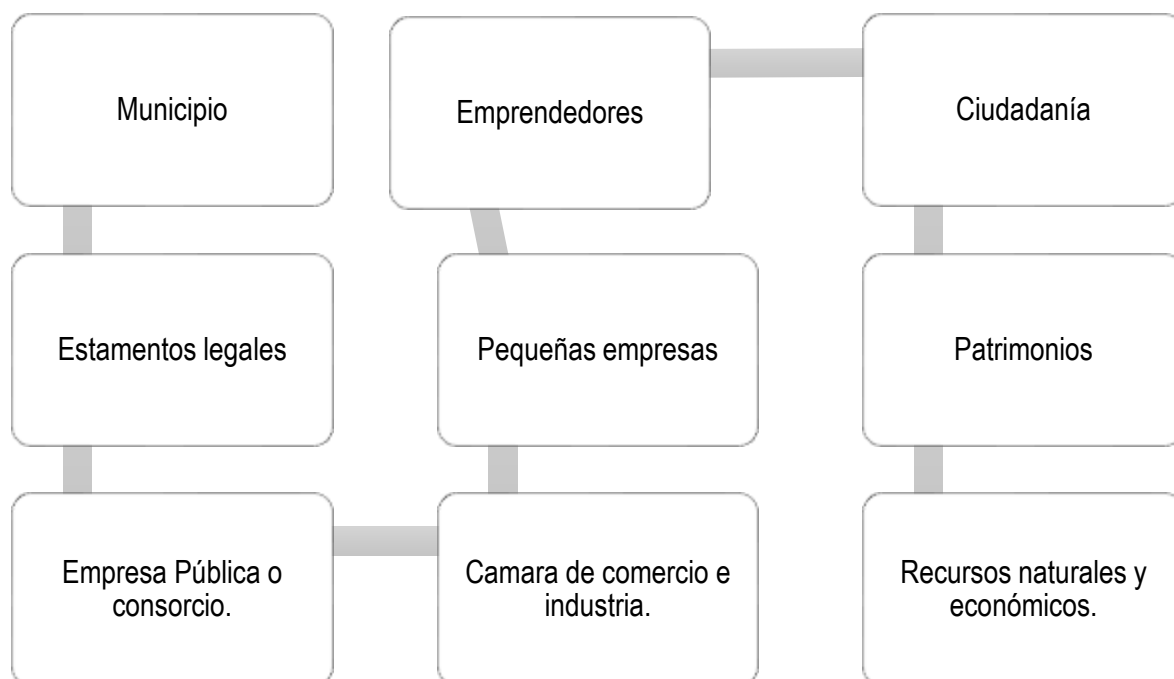 Municipio
Emprendedores
Ciudadanía
Estamentos legales
Pequeñas empresas
Patrimonios
Empresa Pública o
consorcio.
Camara de comercio e
industria.
Recursos naturales y
económicos.